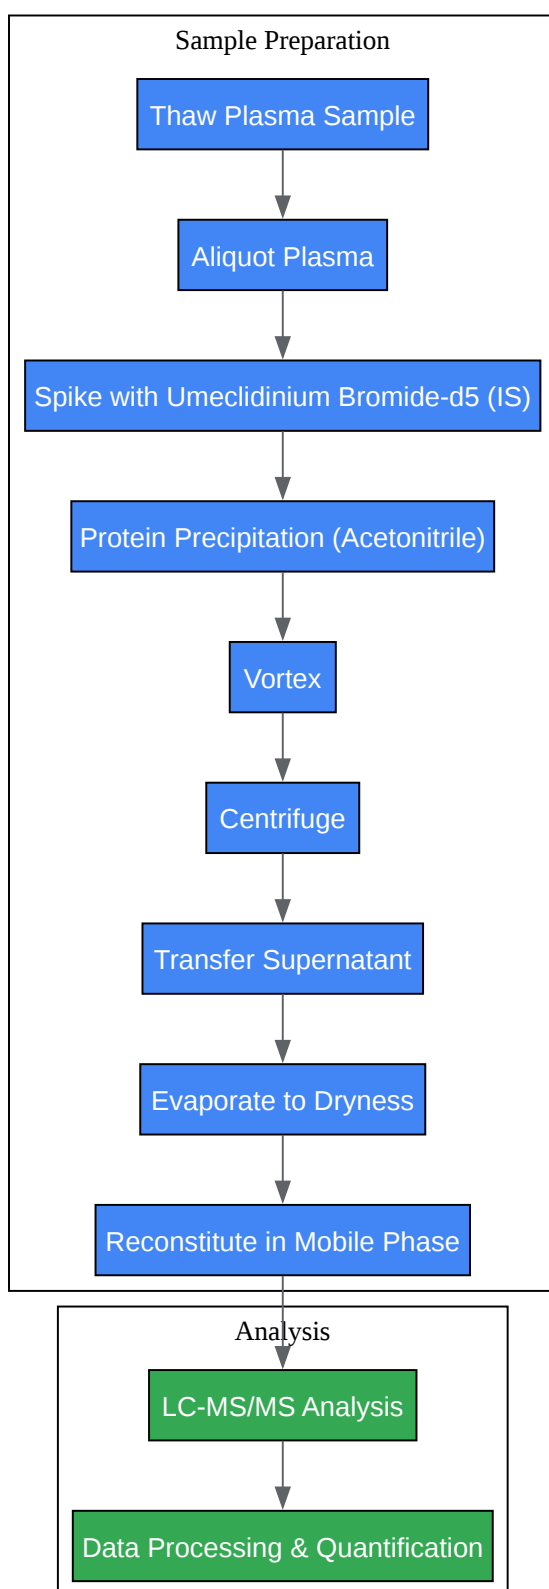 Sample Preparation
Thaw Plasma Sample
Aliquot Plasma
Spike with Umeclidinium Bromide-d5 (IS)
Protein Precipitation (Acetonitrile)
Vortex
Centrifuge
Transfer Supernatant
Evaporate to Dryness
Reconstitute in Mobile Phase
Analysis
LC-MS/MS Analysis
Data Processing & Quantification